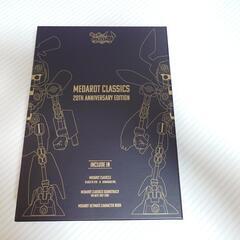 MEDAROT CLASSICS
20TH ANNIVERSARY EDITION
INCLUDE IN
MEDAROT CLASSICS
MEDAROT CLASSICS SOUNDTRACK
MEDAROT ULTIMATE CHARACTER BOOK